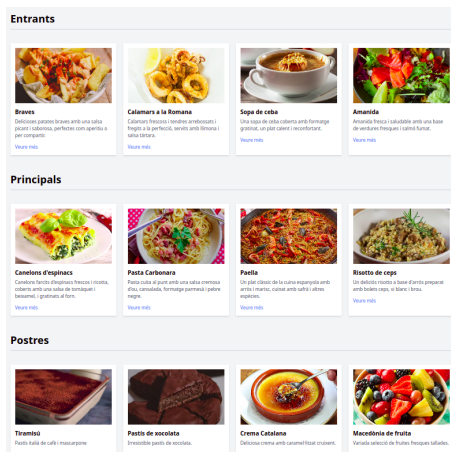 Entrants
Braves
Delicioses patates braves amb una salsa
picant i saborosa, perfectes com aperitiu o
per compartir.
Veure més
Calamars a la Romana
Calamars frescos i tendres arrebossats i
fregits a la perfecció, servits amb llimona i
salsa tàrtara.
Veure més
Sopa de ceba
Una sopa de ceba coberta amb formatge
gratinat, un plat calent i reconfortant.
Veure més
Amanida
Amanida fresca i saludable amb una base
de verdures fresques i salmó fumat.
Veure més
Principals
Canelons d'espinacs
Canelons farcits d'espinacs frescos i ricotta,
coberts amb una salsa de tomàquet i
beixamel, i gratinats al forn.
Veure més
Pasta Carbonara
Pasta cuita al punt amb una salsa cremosa
d'ou, cansalada, formatge parmesà i pebre
negre.
Veure més
Paella
Un plat clàssic de la cuina espanyola amb
arròs i marisc, cuinat amb safrà i altres
espècies.
Veure més
Risotto de ceps
Un deliciós risotto a base d'arròs preparat
amb bolets ceps, vi blanc i brou.
Veure més
Postres
Tiramisú
Pastís italià de cafè i mascarpone
Pastís de xocolata
Irresistible pastís de xocolata.
Crema Catalana
Deliciosa crema amb caramel·litzat cruixent.
Macedònia de fruita
Variada selecció de fruites fresques tallades.